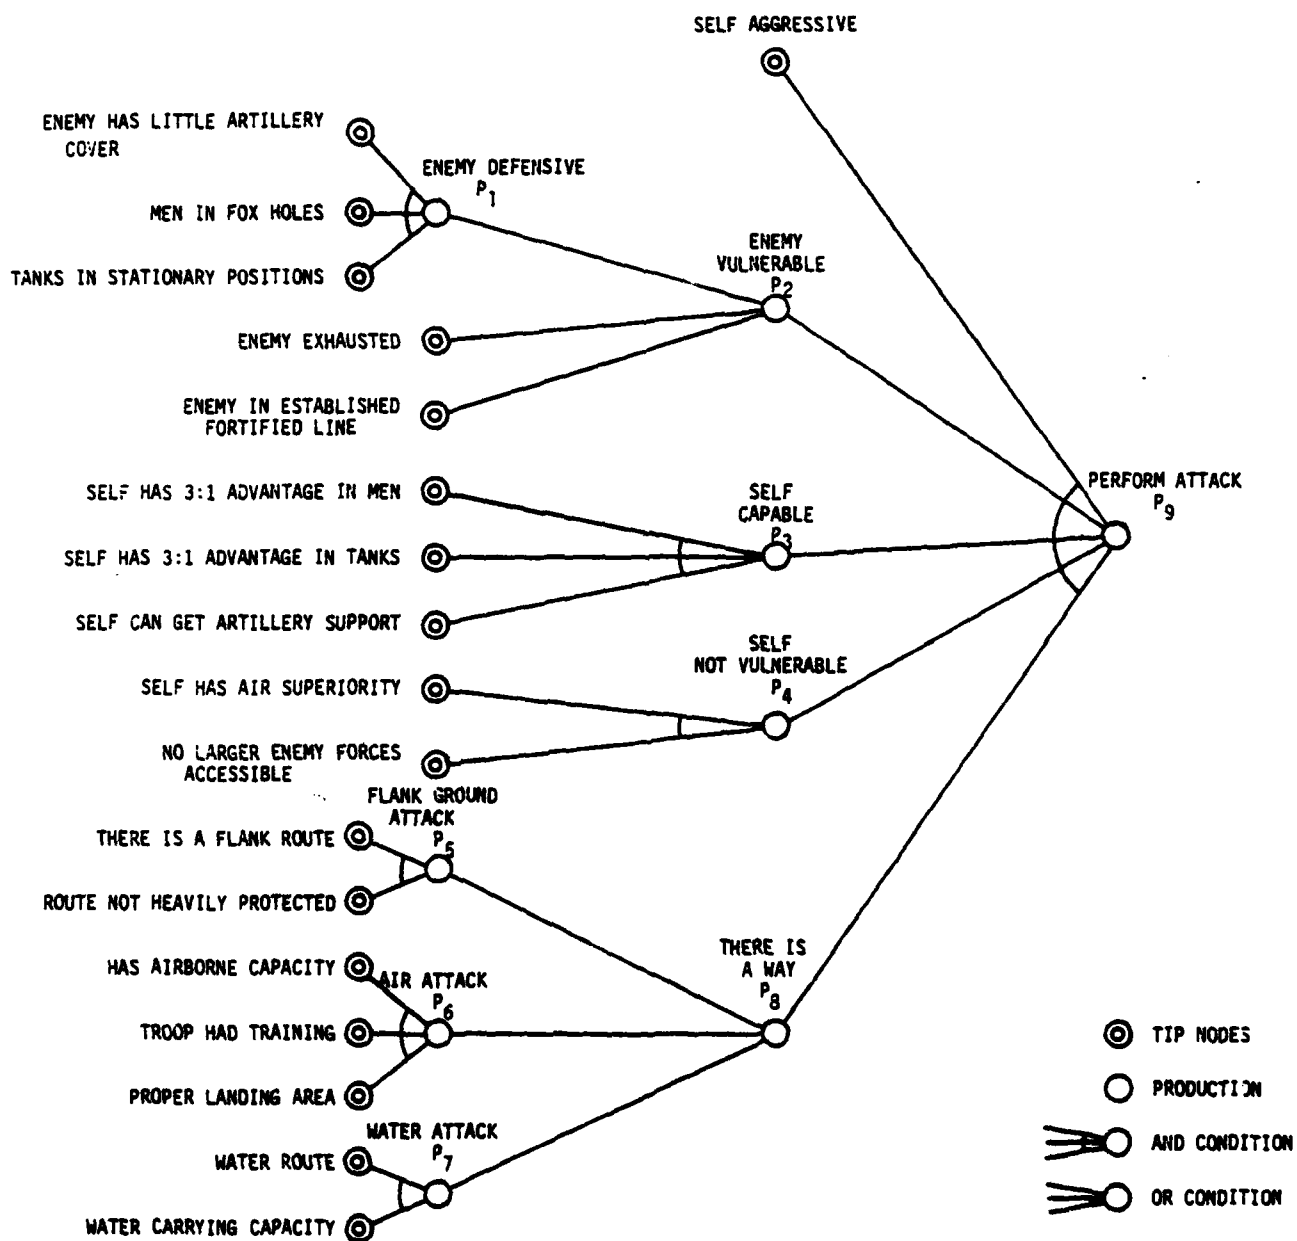 SELF AGGRESSIVE
ENEMY HAS LITTLE ARTILLERY
COVER
ENEMY DEFENSIVE
P1
MEN IN FOX HOLES
TANKS IN STATIONARY POSITIONS
ENEMY
VULNERABLE
P2
ENEMY EXHAUSTED
ENEMY IN ESTABLISHED
FORTIFIED LINE
SELF HAS 3:1 ADVANTAGE IN MEN
SELF HAS 3:1 ADVANTAGE IN TANKS
SELF CAN GET ARTILLERY SUPPORT
SELF
CAPABLE
P3
PERFORM ATTACK
P9
SELF HAS AIR SUPERIORITY
NO LARGER ENEMY FORCES
ACCESSIBLE
SELF
NOT VULNERABLE
P4
FLANK GROUND
ATTACK
P5
THERE IS A FLANK ROUTE
ROUTE NOT HEAVILY PROTECTED
HAS AIRBORNE CAPACITY
AIR ATTACK
P6
TROOP HAD TRAINING
PROPER LANDING AREA
THERE IS
A WAY
P8
WATER ATTACK
P7
WATER ROUTE
WATER CARRYING CAPACITY
TIP NODES
PRODUCTION
AND CONDITION
OR CONDITION